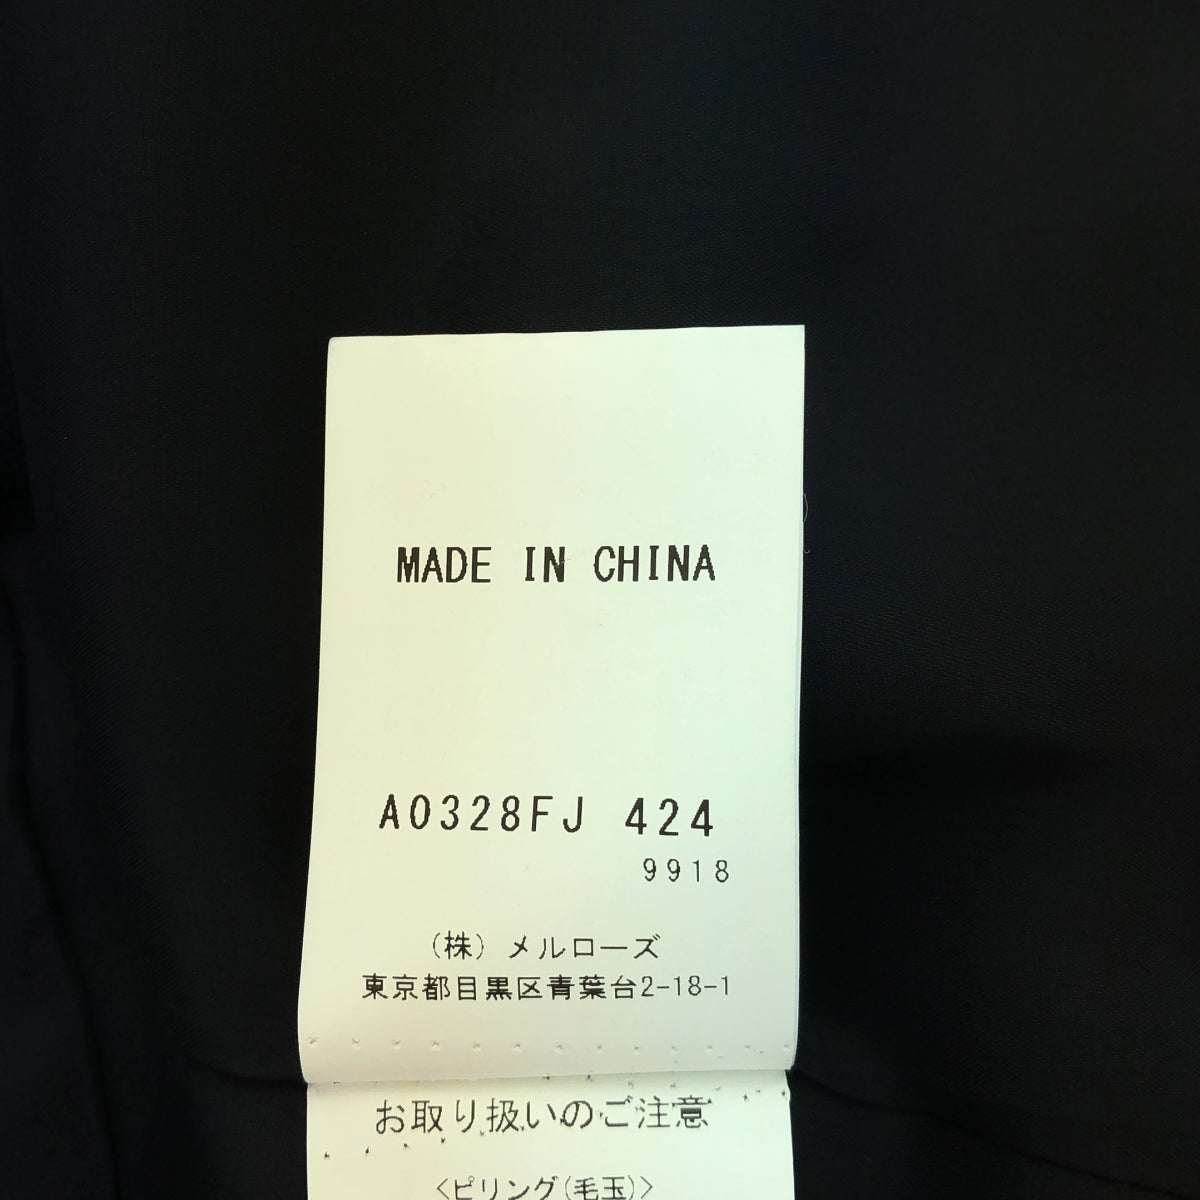 MADE IN CHINA
A0328FJ 424
9918
(株)メルローズ
東京都目黒区青葉台2-18-1
お取り扱いのご注意
<ピリング(毛玉)>